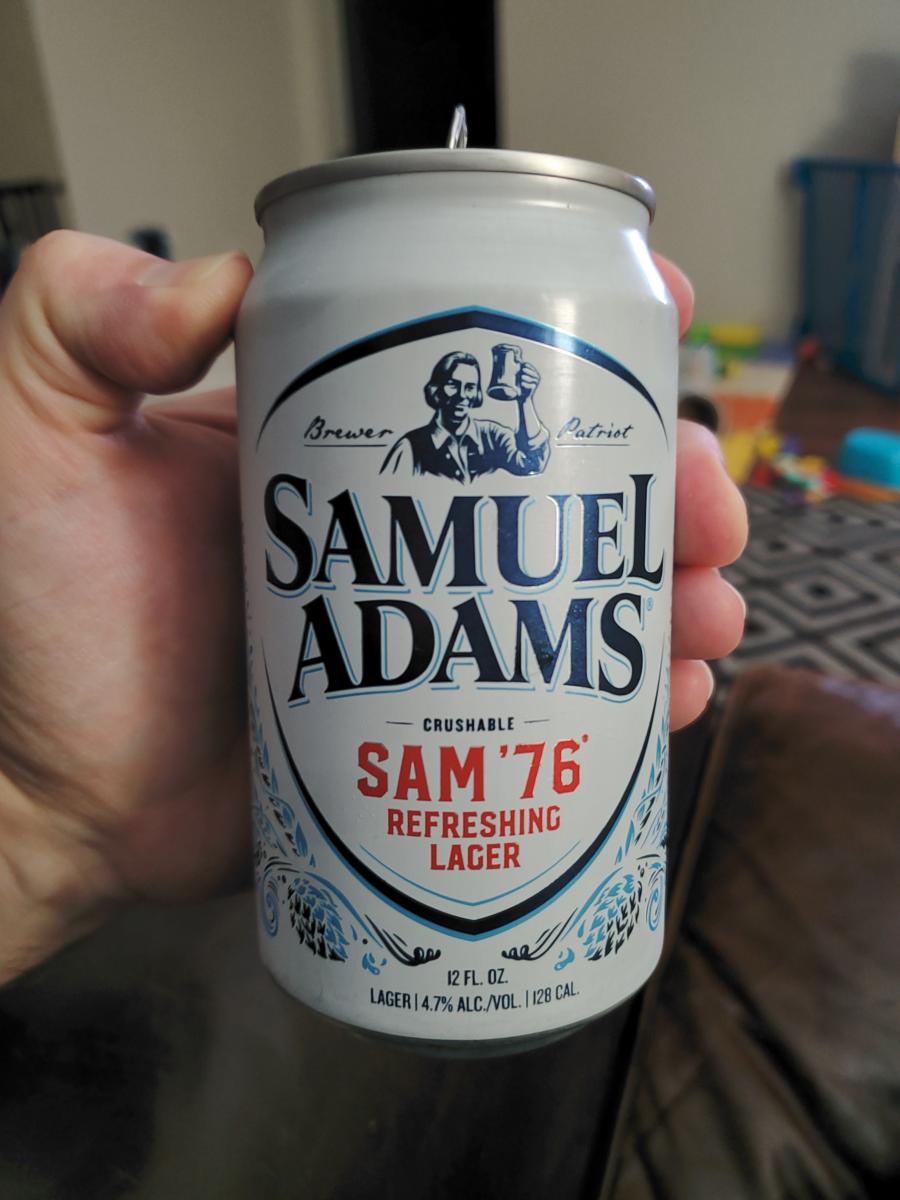 Brewer Patriot
SAMUEL
ADAMS®
CRUSHABLE
SAM '76®
REFRESHING
LAGER
12 FL. OZ.
LAGER | 4.7% ALC./VOL. | 128 CAL.